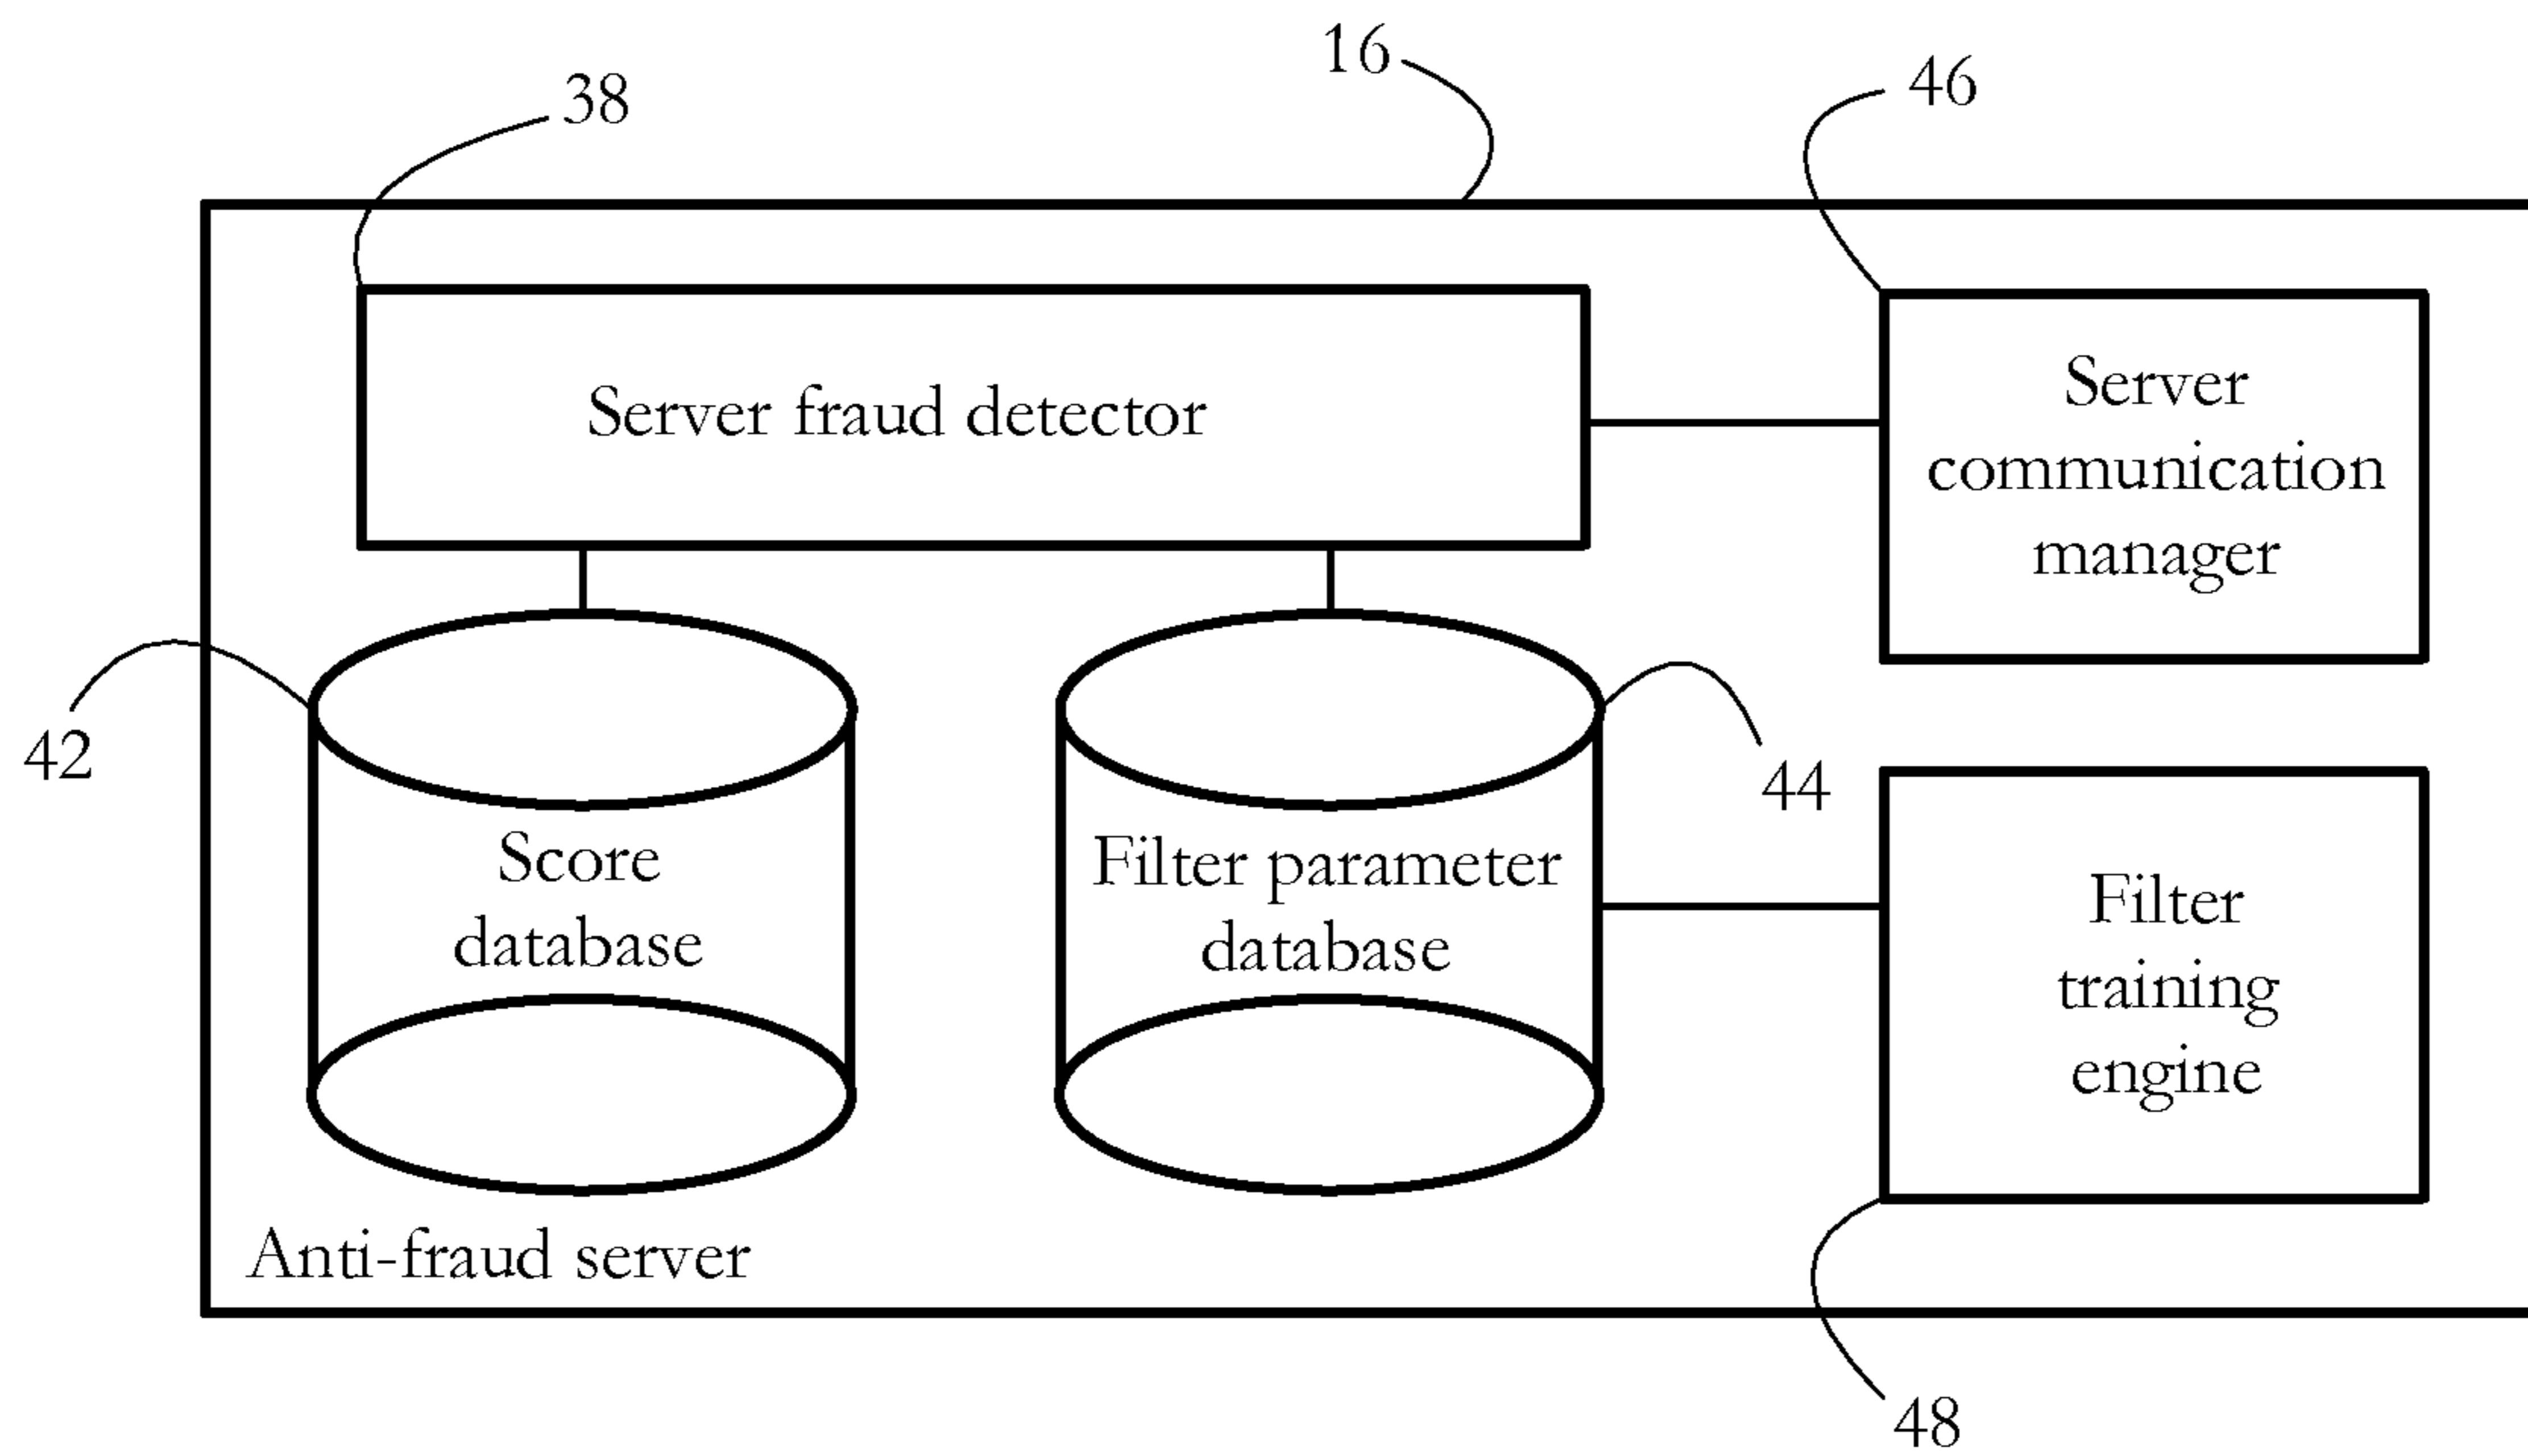 16
38
46
Server fraud detector
Server
communication
manager
42
44
Score
database
Filter parameter
database
Filter
training
engine
Anti-fraud server
48